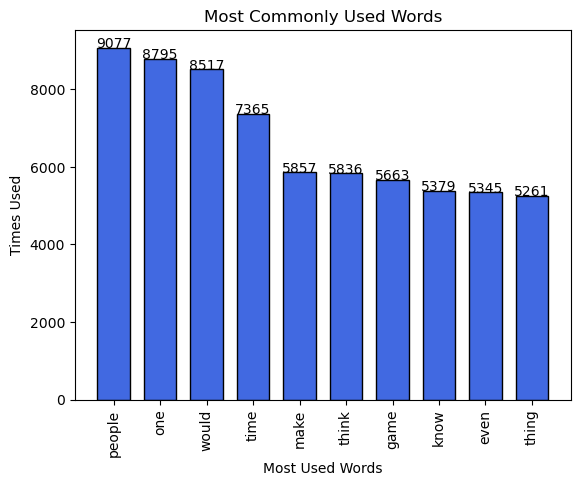 Most Commonly Used Words
9077
8795
8517
7365
5857
5836
5663
5379
5345
5261
8000
6000
4000
2000
0
Times Used
people
one
would
time
make
think
game
know
even
thing
Most Used Words